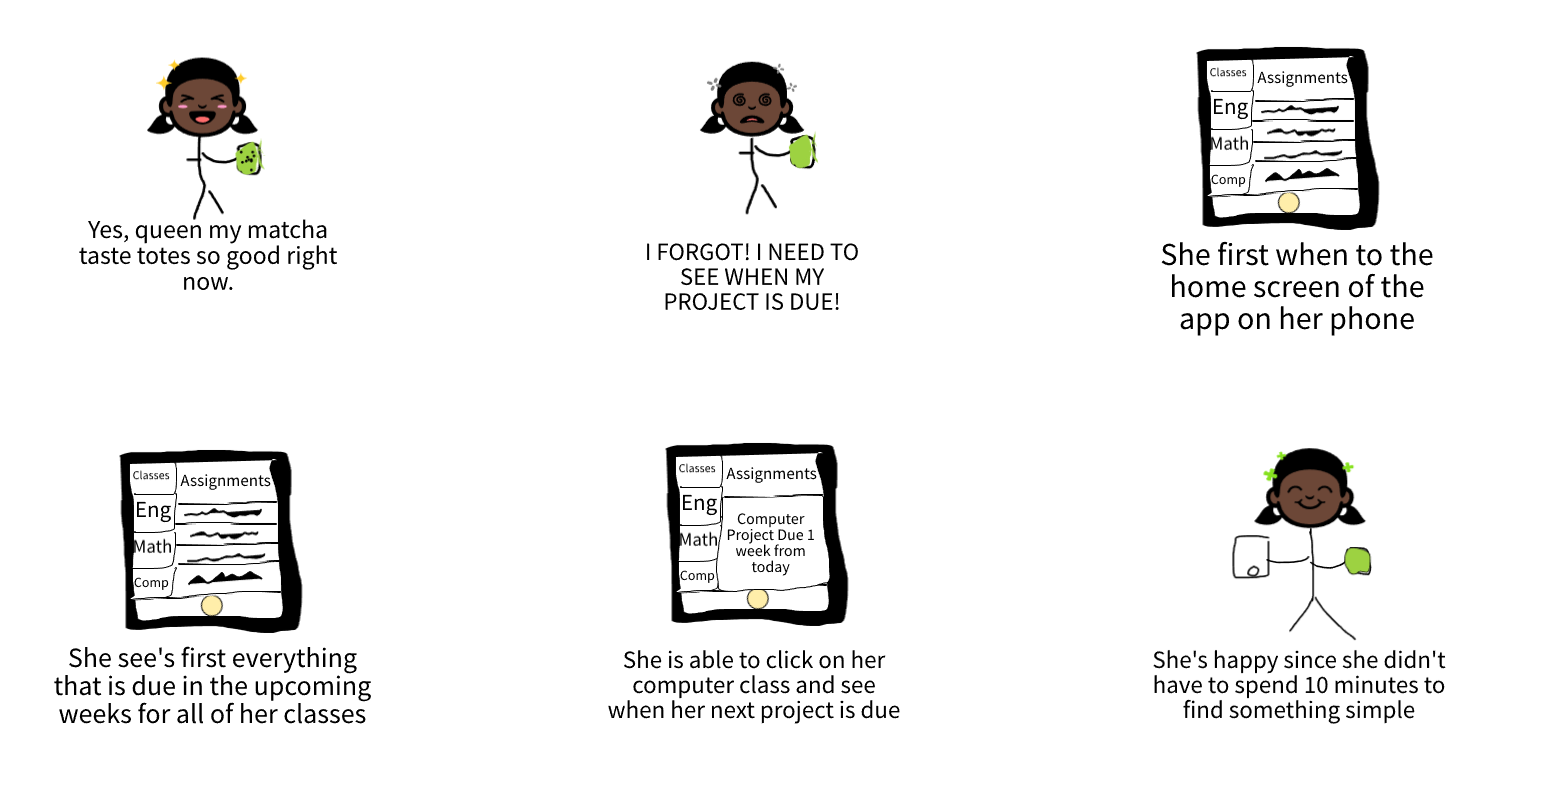 Yes, queen my matcha
taste totes so good right
now.
I FORGOT! I NEED TO
SEE WHEN MY
PROJECT IS DUE!
Classes
Assignments
Eng
Math
Comp
She first when to the
home screen of the
app on her phone
Classes
Assignments
Eng
Math
Comp
She see's first everything
that is due in the upcoming
weeks for all of her classes
Classes
Assignments
Eng
Math
Comp
Computer
Project Due 1
week from
today
She is able to click on her
computer class and see
when her next project is due
She's happy since she didn't
have to spend 10 minutes to
find something simple